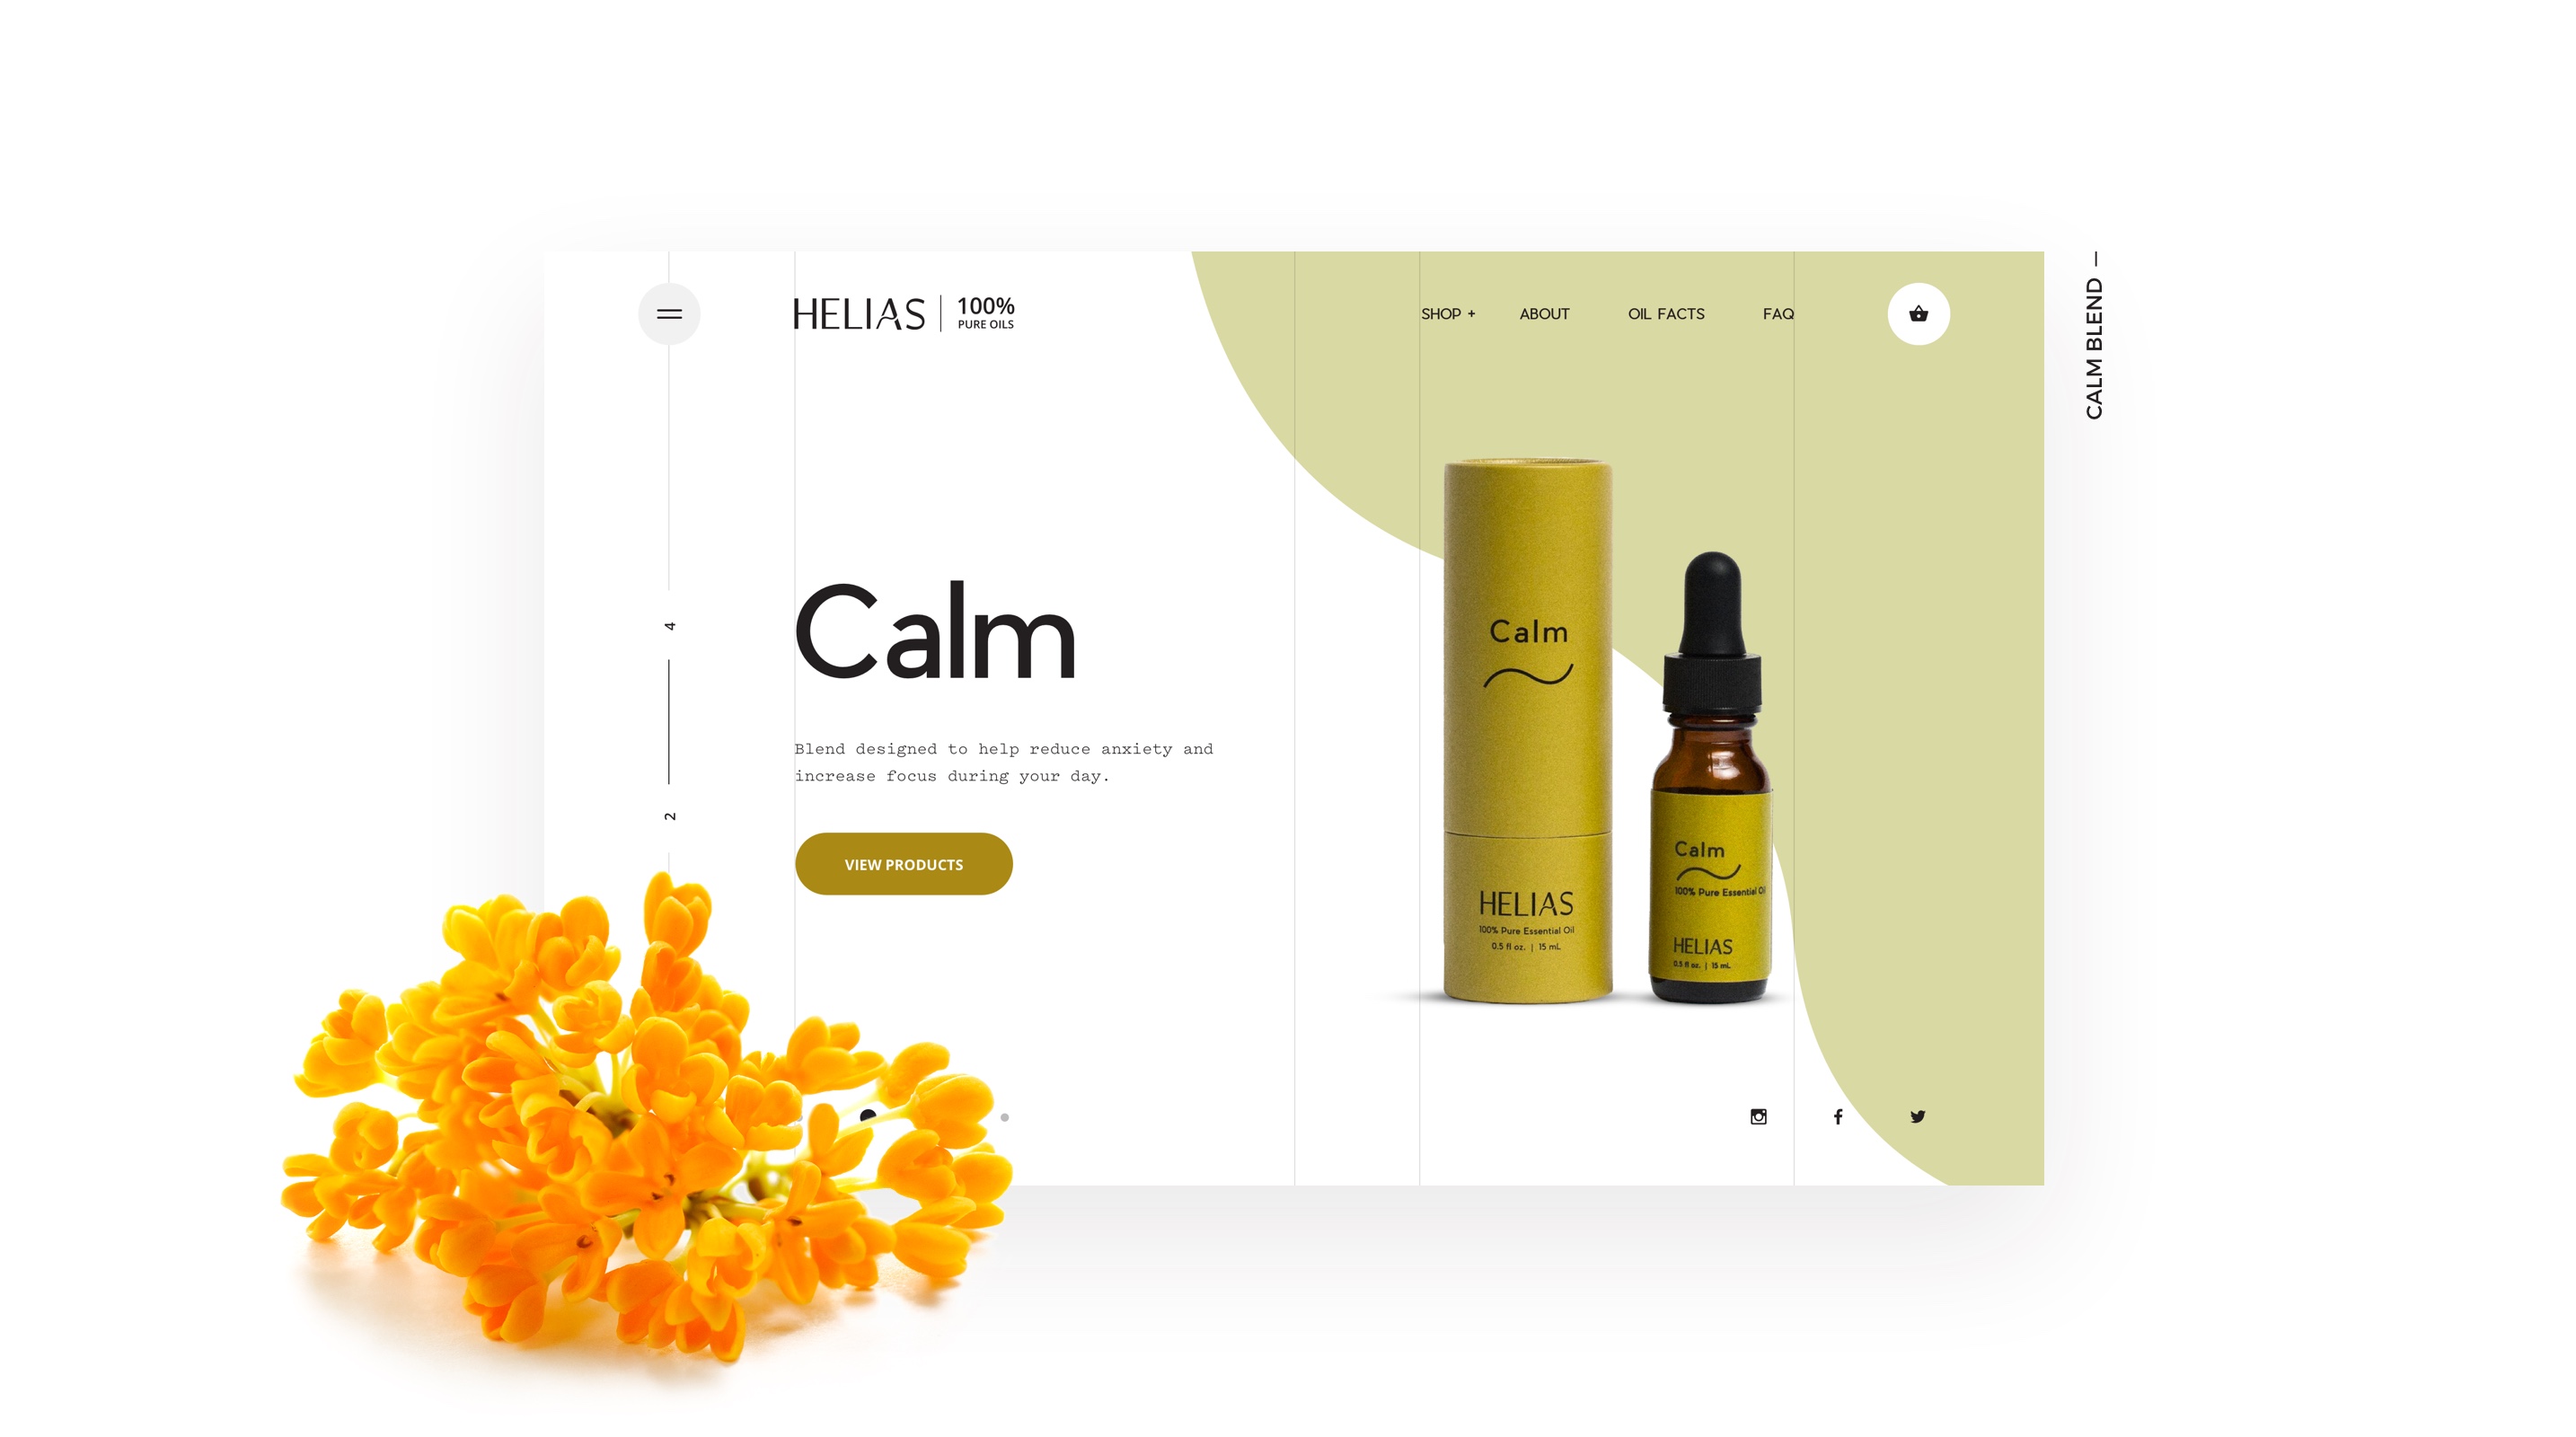 HELIAS
100%
PURE OILS
SHOP +
ABOUT
OIL FACTS
FAQ
CALM BLEND —
4
2
Calm
Blend designed to help reduce anxiety and
increase focus during your day.
VIEW PRODUCTS
Calm
HELIAS
100% Pure Essential Oil
0.5 fl oz. | 15 mL
Calm
100% Pure Essential Oil
HELIAS
0.5 fl oz. | 15 mL